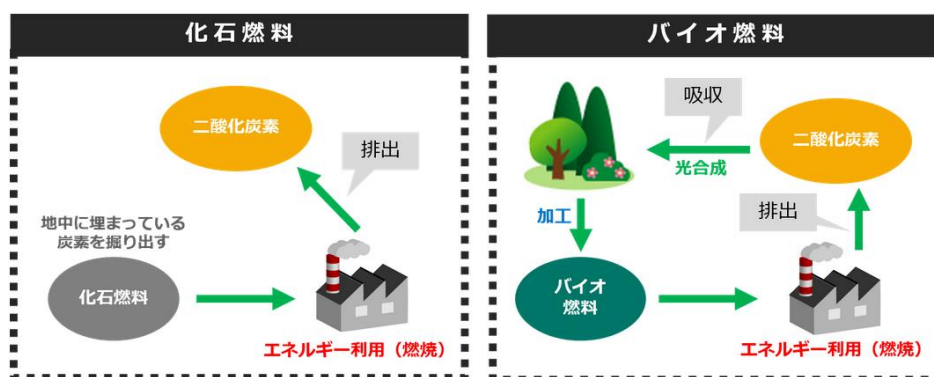 化石燃料
二酸化炭素
排出
地中に埋まっている
炭素を掘り出す
化石燃料
エネルギー利用（燃焼）
バイオ燃料
吸収
二酸化炭素
光合成
加工
排出
バイオ
燃料
エネルギー利用（燃焼）